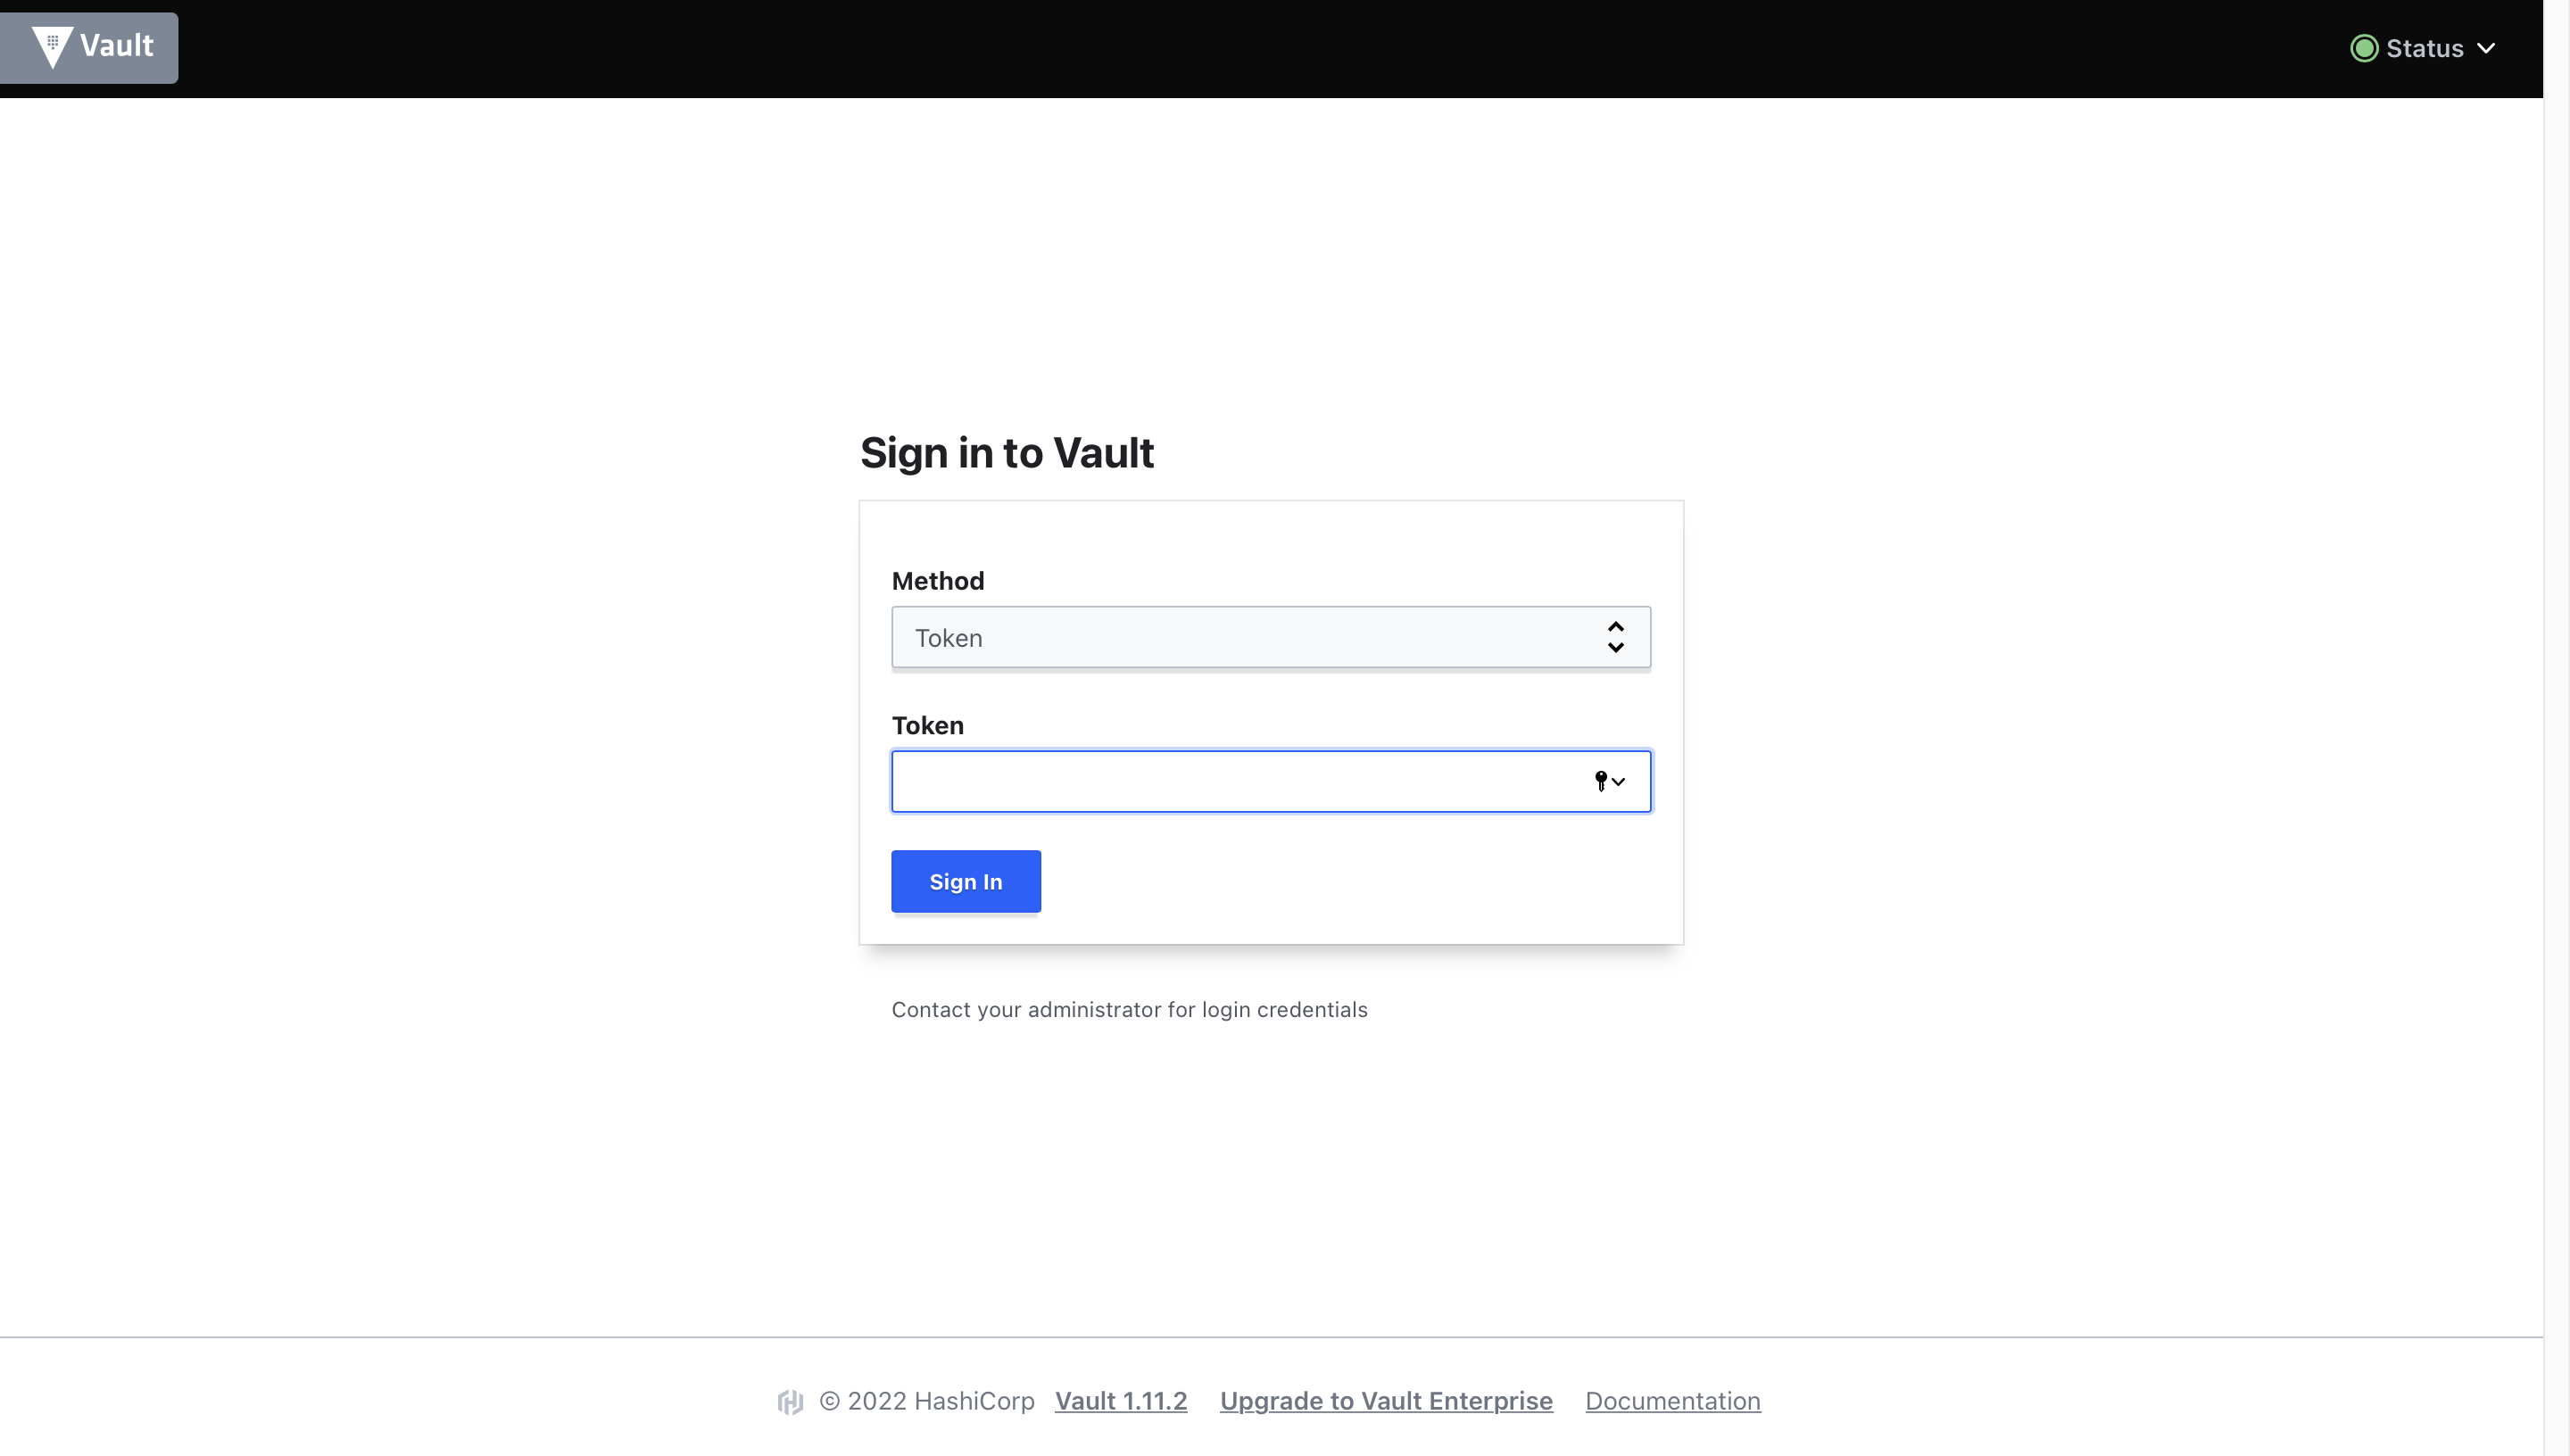 Vault
Status
Sign in to Vault
Method
Token
Token
Sign In
Contact your administrator for login credentials
© 2022 HashiCorp Vault 1.11.2 Upgrade to Vault Enterprise Documentation